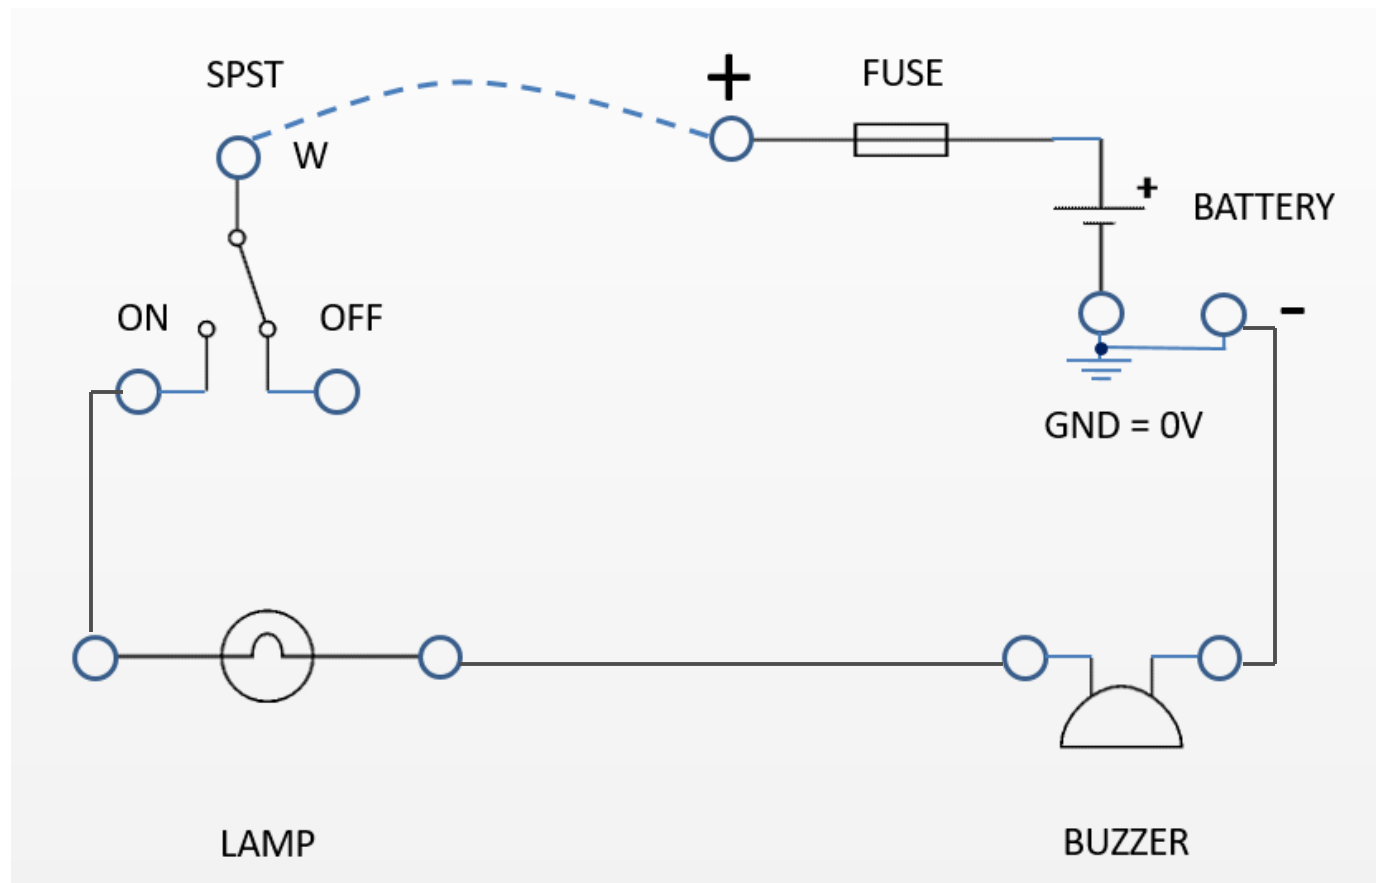 SPST
+
FUSE
W
+
BATTERY
ON
OFF
-
GND = 0V
LAMP
BUZZER